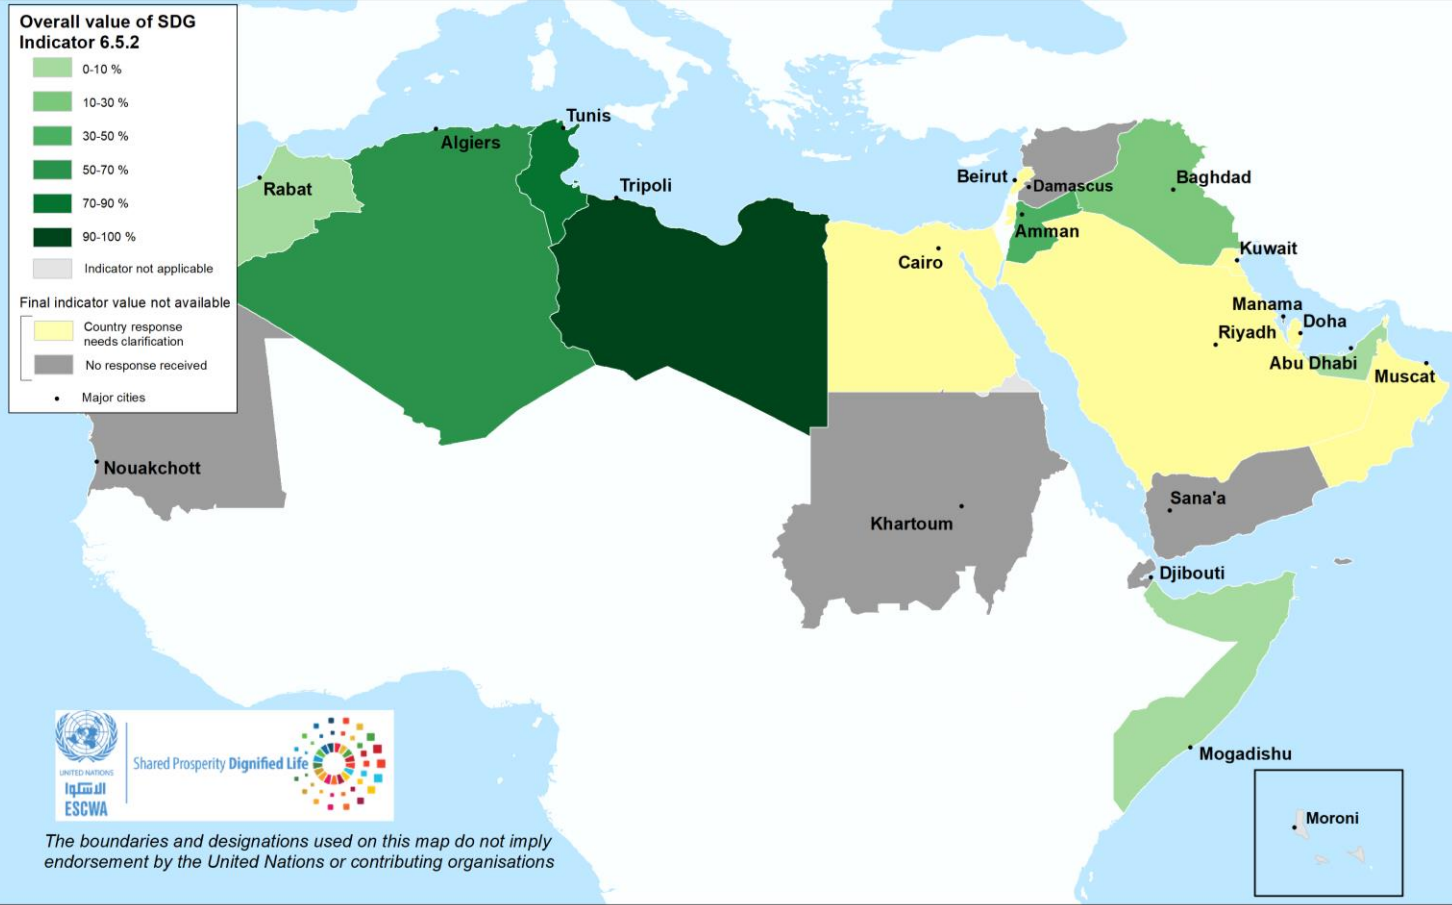 Overall value of SDG
Indicator 6.5.2
0-10 %
10-30 %
30-50 %
50-70 %
70-90 %
90-100 %
Indicator not applicable
Final indicator value not available
Country response
needs clarification
No response received
Major cities
Tunis
Algiers
Rabat
Tripoli
Beirut
Damascus
Baghdad
Amman
Cairo
Kuwait
Manama
Doha
Riyadh
Abu Dhabi
Muscat
Nouakchott
Sana'a
Khartoum
Djibouti
Mogadishu
Moroni
UNITED NATIONS
الإسكوا
ESCWA
Shared Prosperity Dignified Life
The boundaries and designations used on this map do not imply
endorsement by the United Nations or contributing organisations